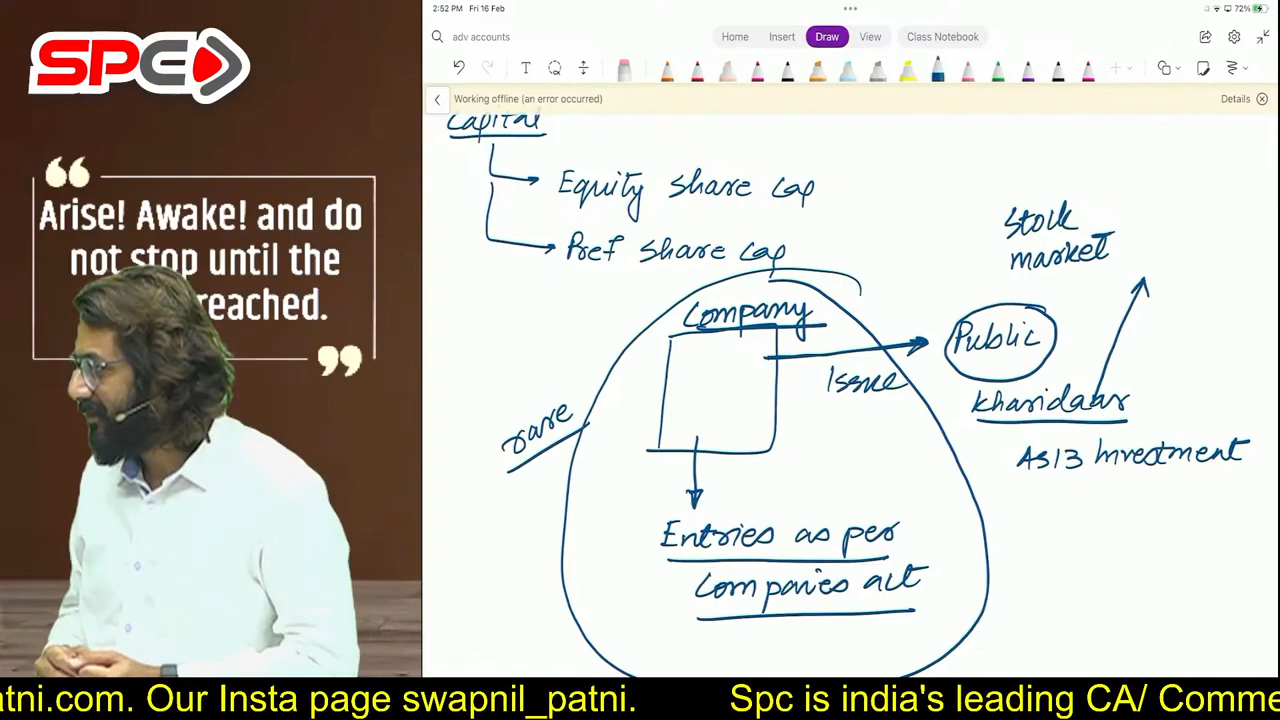 2:52 PM Fri 16 Feb
72%
SPC
adv accounts
Home Insert Draw View Class Notebook
Working offline (an error occurred)
Details
Capital
“
Arise! Awake! and do
not stop until the
reached.
”
Equity share cap
Pref share cap
Stock
market
Company
Public
Issue
kharidaar
rare
AS13 Investment
Entries as per
Companies act
atni.com. Our Insta page swapnil_patni. Spc is india's leading CA/ Comme